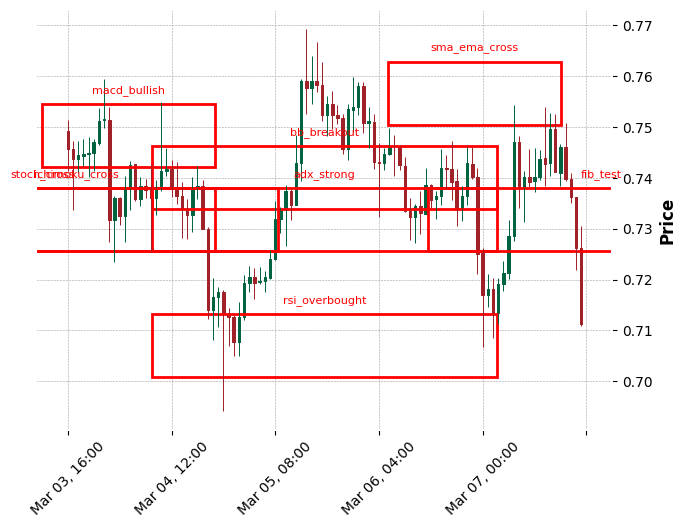 0.77
sma_ema_cross
0.76
macd_bullish
0.75
bb_breakout
0.74
adx_strong
fib_test
0.73
Price
0.72
rsi_overbought
0.71
0.70
Mar 03, 16:00
Mar 04, 12:00
Mar 05, 08:00
Mar 06, 04:00
Mar 07, 00:00